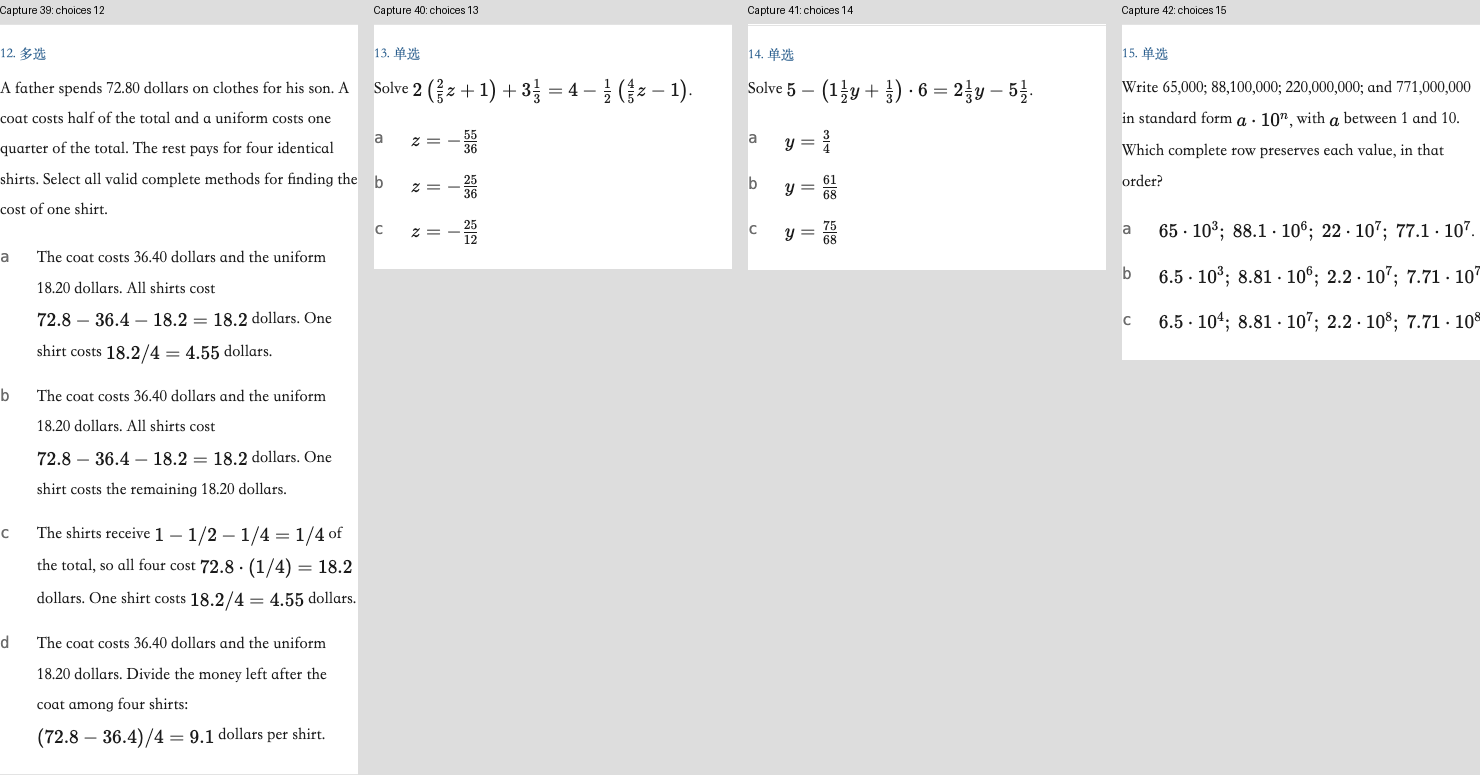 Capture 39: choices 12
12. 多选
A father spends 72.80 dollars on clothes for his son. A
coat costs half of the total and a uniform costs one
quarter of the total. The rest pays for four identical
shirts. Select all valid complete methods for finding the
cost of one shirt.
a The coat costs 36.40 dollars and the uniform
18.20 dollars. All shirts cost
72.8 − 36.4 − 18.2 = 18.2 dollars. One
shirt costs 18.2/4 = 4.55 dollars.
b The coat costs 36.40 dollars and the uniform
18.20 dollars. All shirts cost
72.8 − 36.4 − 18.2 = 18.2 dollars. One
shirt costs the remaining 18.20 dollars.
c The shirts receive 1 − 1/2 − 1/4 = 1/4 of
the total, so all four cost 72.8 · (1/4) = 18.2
dollars. One shirt costs 18.2/4 = 4.55 dollars.
d The coat costs 36.40 dollars and the uniform
18.20 dollars. Divide the money left after the
coat among four shirts:
(72.8 − 36.4)/4 = 9.1 dollars per shirt.
Capture 40: choices 13
13. 单选
Solve 2 (2/5 z + 1) + 3 1/3 = 4 − 1/2 (4/5 z − 1).
a z = −55/36
b z = −25/36
c z = −25/12
Capture 41: choices 14
14. 单选
Solve 5 − (1 1/2 y + 1/3) · 6 = 2 1/3 y − 5 1/2.
a y = 3/4
b y = 61/68
c y = 75/68
Capture 42: choices 15
15. 单选
Write 65,000; 88,100,000; 220,000,000; and 771,000,000
in standard form a · 10ⁿ, with a between 1 and 10.
Which complete row preserves each value, in that
order?
a 65 · 10³; 88.1 · 10⁶; 22 · 10⁷; 77.1 · 10⁷.
b 6.5 · 10³; 8.81 · 10⁶; 2.2 · 10⁷; 7.71 · 10⁷
c 6.5 · 10⁴; 8.81 · 10⁷; 2.2 · 10⁸; 7.71 · 10⁸